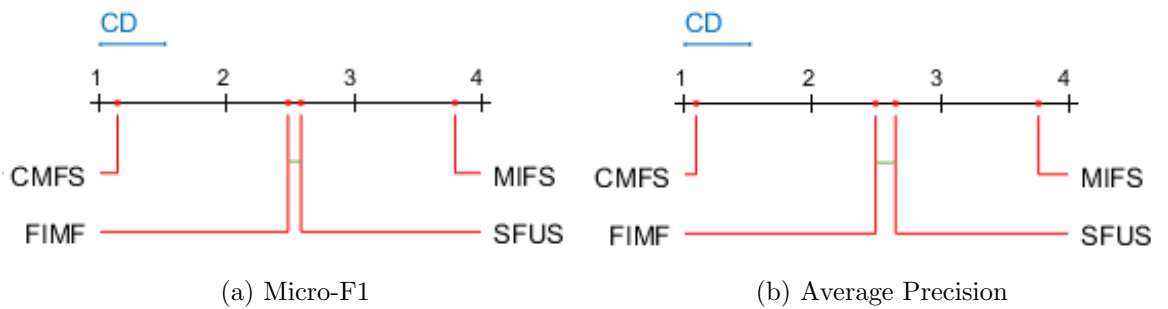 CD
1 2 3 4
CMFS MIFS
FIMF SFUS
(a) Micro-F1
CD
1 2 3 4
CMFS MIFS
FIMF SFUS
(b) Average Precision